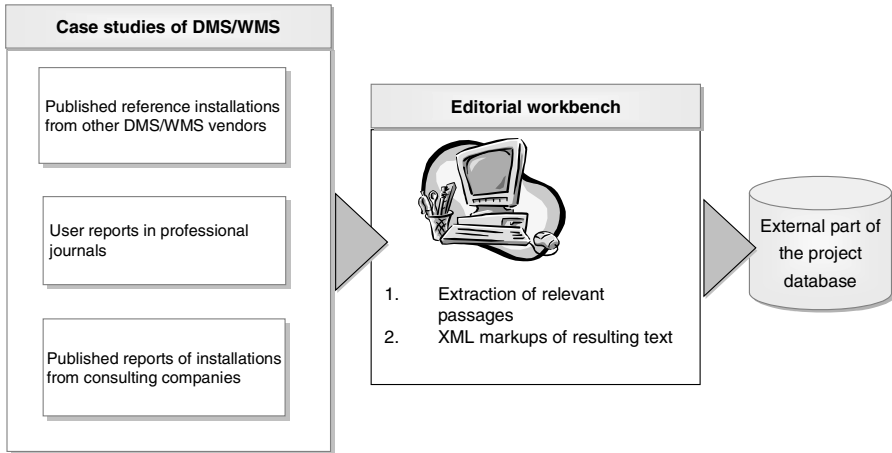 Case studies of DMS/WMS
Published reference installations
from other DMS/WMS vendors
User reports in professional
journals
Published reports of installations
from consulting companies
Editorial workbench
1. Extraction of relevant
passages
2. XML markups of resulting text
External part of
the project
database